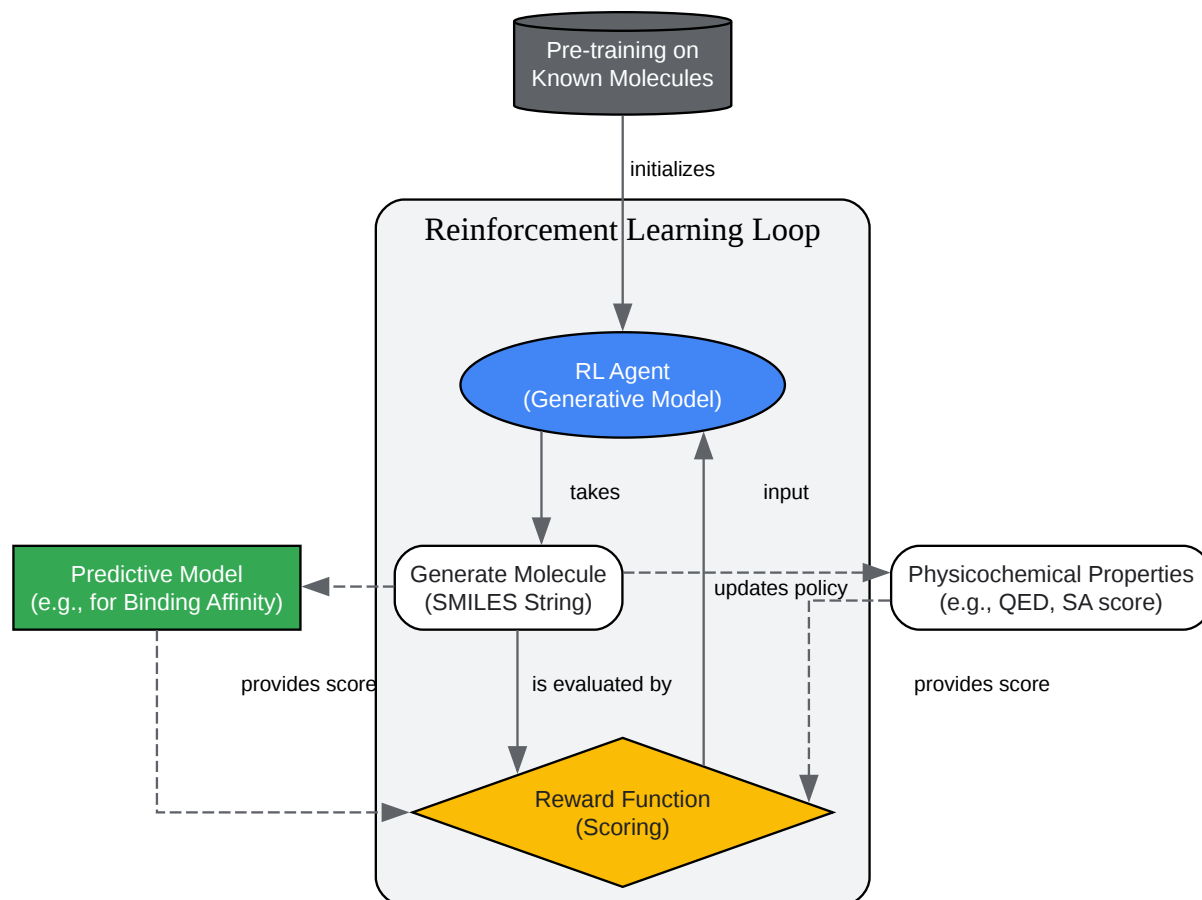 Pre-training on
Known Molecules
initializes
Reinforcement Learning Loop
RL Agent
(Generative Model)
takes
input
Predictive Model
(e.g., for Binding Affinity)
Generate Molecule
(SMILES String)
updates policy
Physicochemical Properties
(e.g., QED, SA score)
provides score
is evaluated by
provides score
Reward Function
(Scoring)